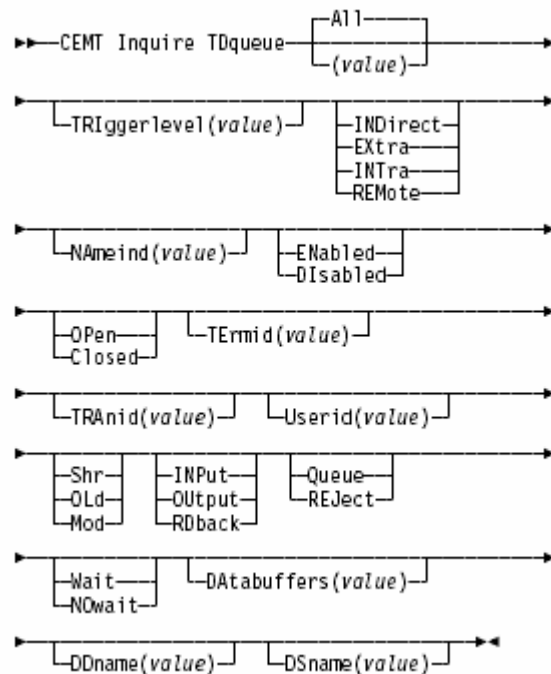 All
CEMT Inquire TDqueue
(value)
TRIggerlevel(value) INDirect
EXtra
INTra
REMote
NAmeind(value) ENabled
DIsabled
OPen TErmid(value)
Closed
TRAnid(value) Userid(value)
Shr INPut Queue
OLd OUtput REJect
Mod RDback
Wait DAtabuffers(value)
NOwait
DDname(value) DSname(value)